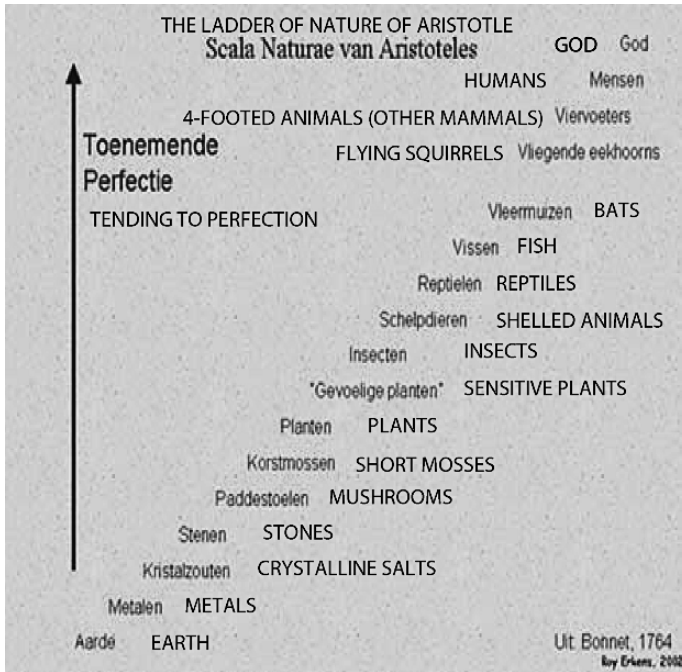 THE LADDER OF NATURE OF ARISTOTLE
Scala Naturae van Aristoteles
GOD God
HUMANS Mensen
4-FOOTED ANIMALS (OTHER MAMMALS) Viervoeters
Toenemende
Perfectie
FLYING SQUIRRELS Vliegende eekhoorns
TENDING TO PERFECTION
Vleermuizen BATS
Vissen FISH
Reptielen REPTILES
Schelpdieren SHELLED ANIMALS
Insecten INSECTS
"Gevoelige planten" SENSITIVE PLANTS
Planten PLANTS
Korstmossen SHORT MOSSES
Paddestoelen MUSHROOMS
Stenen STONES
Kristalzouten CRYSTALLINE SALTS
Metalen METALS
Aarde EARTH
Uit: Bonnet, 1764
Roy Erkens, 2002